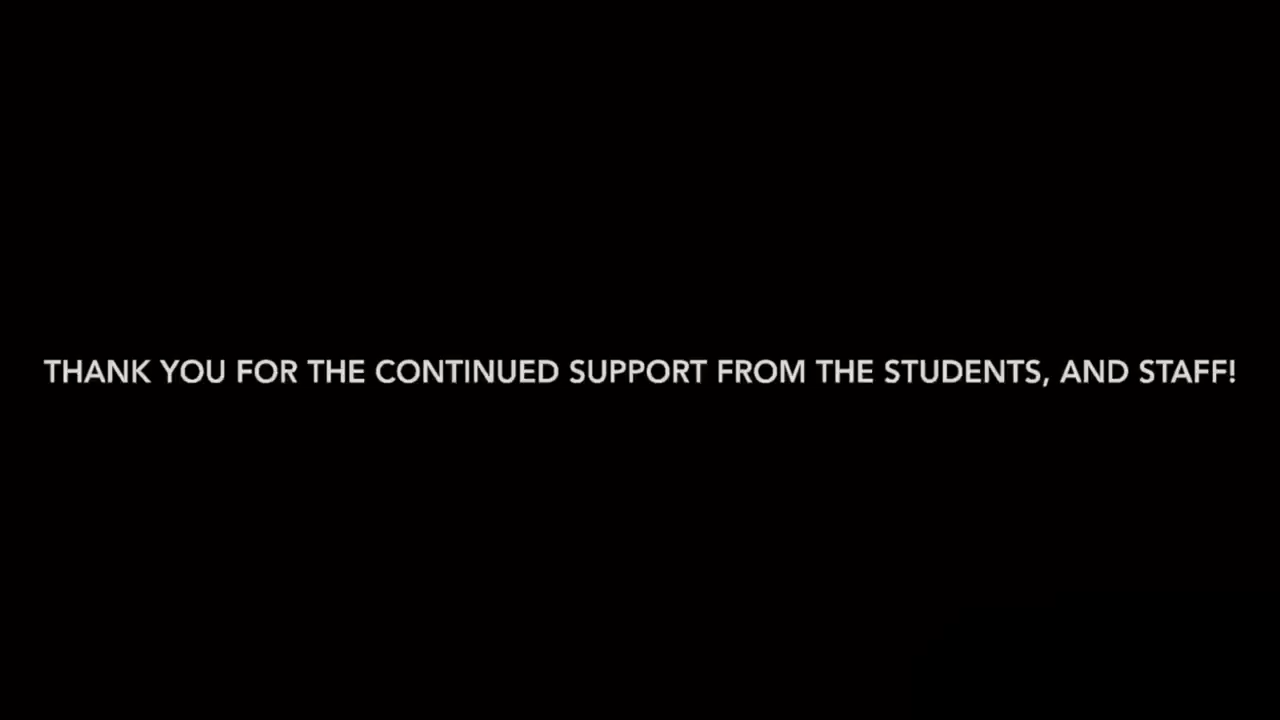 THANK YOU FOR THE CONTINUED SUPPORT FROM THE STUDENTS, AND STAFF!